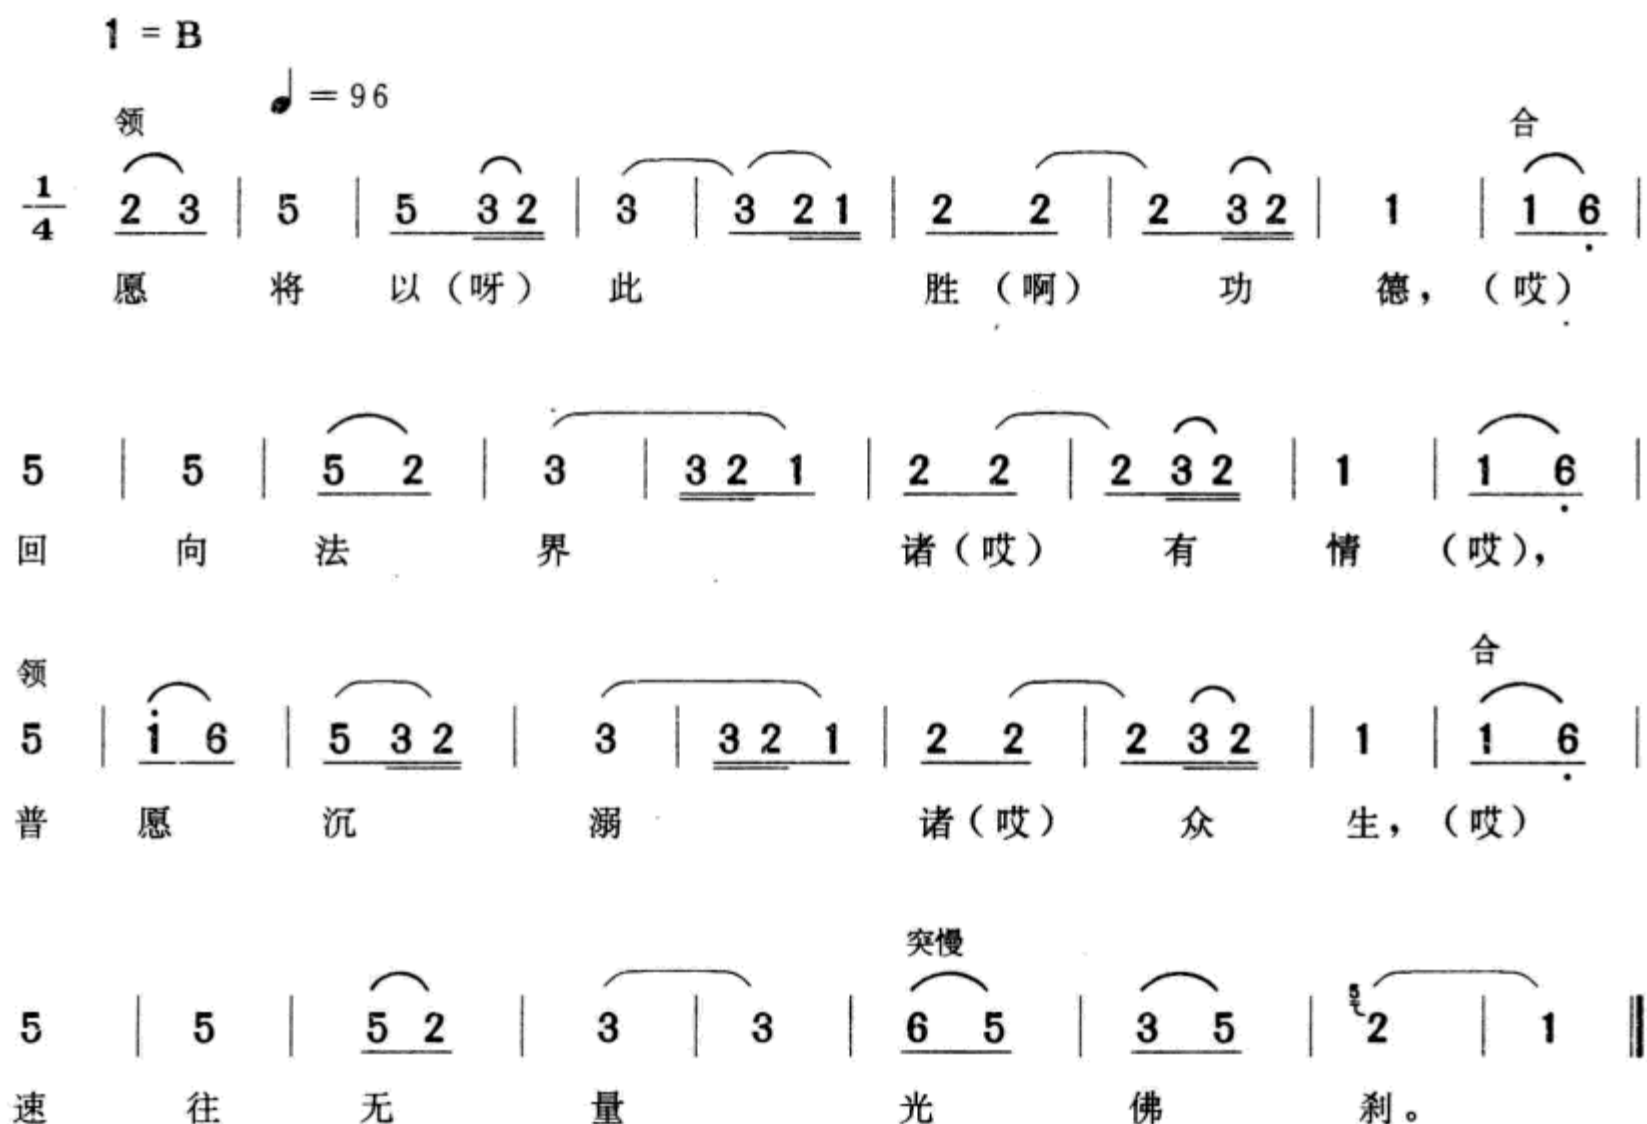 1 = B
♩ = 96
领 合
1/4 2 3 | 5 | 5 3 2 | 3 | 3 2 1 | 2 2 | 2 3 2 | 1 | 1 6̣ |
愿 将 以（呀） 此 胜（啊） 功 德，（哎）
5 | 5 | 5 2 | 3 | 3 2 1 | 2 2 | 2 3 2 | 1 | 1 6̣ |
回 向 法 界 诸（哎） 有 情 （哎），
领 合
5 | 1̇ 6 | 5 3 2 | 3 | 3 2 1 | 2 2 | 2 3 2 | 1 | 1 6̣ |
普 愿 沉 溺 诸（哎） 众 生，（哎）
突慢
5 | 5 | 5 2 | 3 | 3 | 6 5 | 3 5 | 5 2 | 1 ‖
速 往 无 量 光 佛 刹。